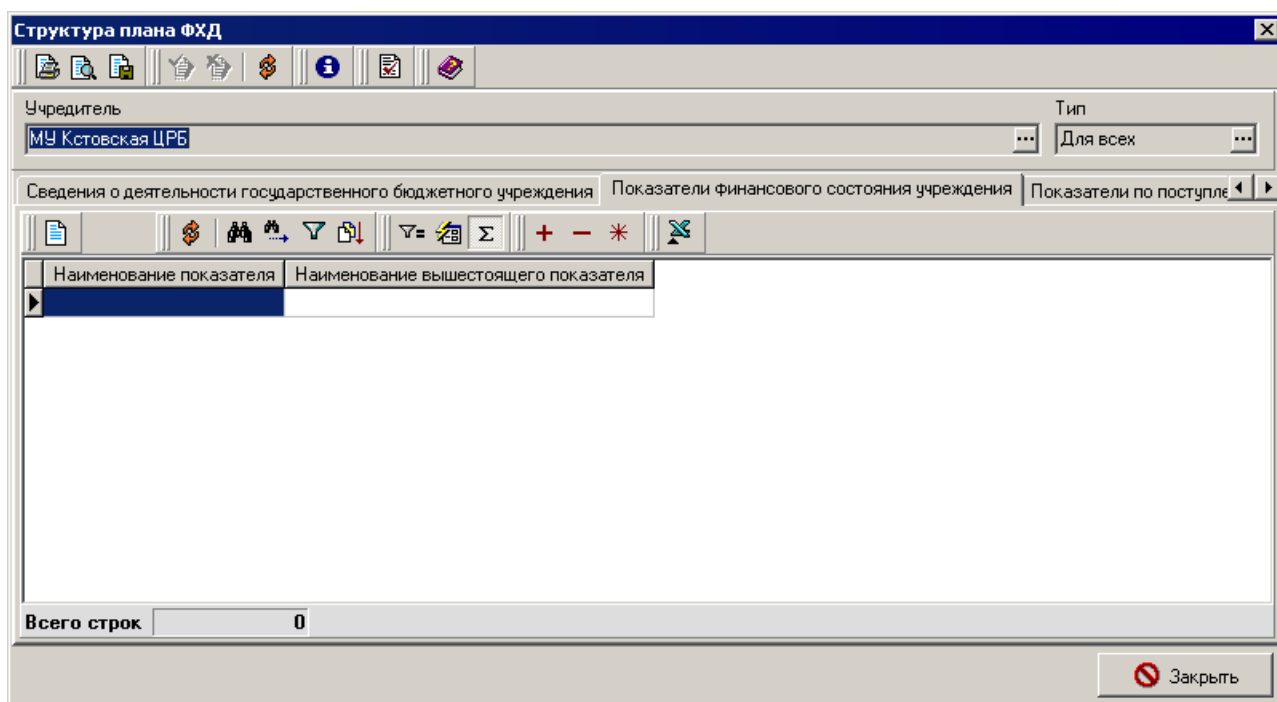 Структура плана ФХД
Учредитель Тип
МУ Кстовская ЦРБ ... Для всех ...
Сведения о деятельности государственного бюджетного учреждения Показатели финансового состояния учреждения Показатели по поступле
Наименование показателя Наименование вышестоящего показателя
Всего строк 0
Закрыть